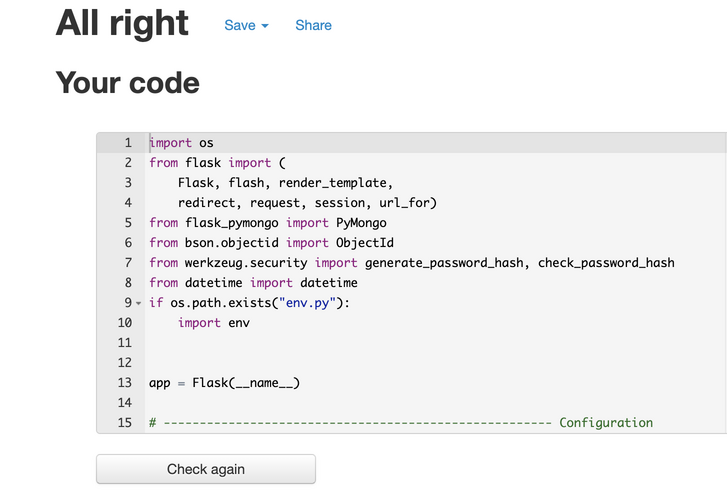 All right Save Share
Your code
1 import os
2 from flask import (
3     Flask, flash, render_template,
4     redirect, request, session, url_for)
5 from flask_pymongo import PyMongo
6 from bson.objectid import ObjectId
7 from werkzeug.security import generate_password_hash, check_password_hash
8 from datetime import datetime
9 if os.path.exists("env.py"):
10     import env
11
12
13 app = Flask(__name__)
14
15 # ------------------------------------------------------ Configuration
Check again